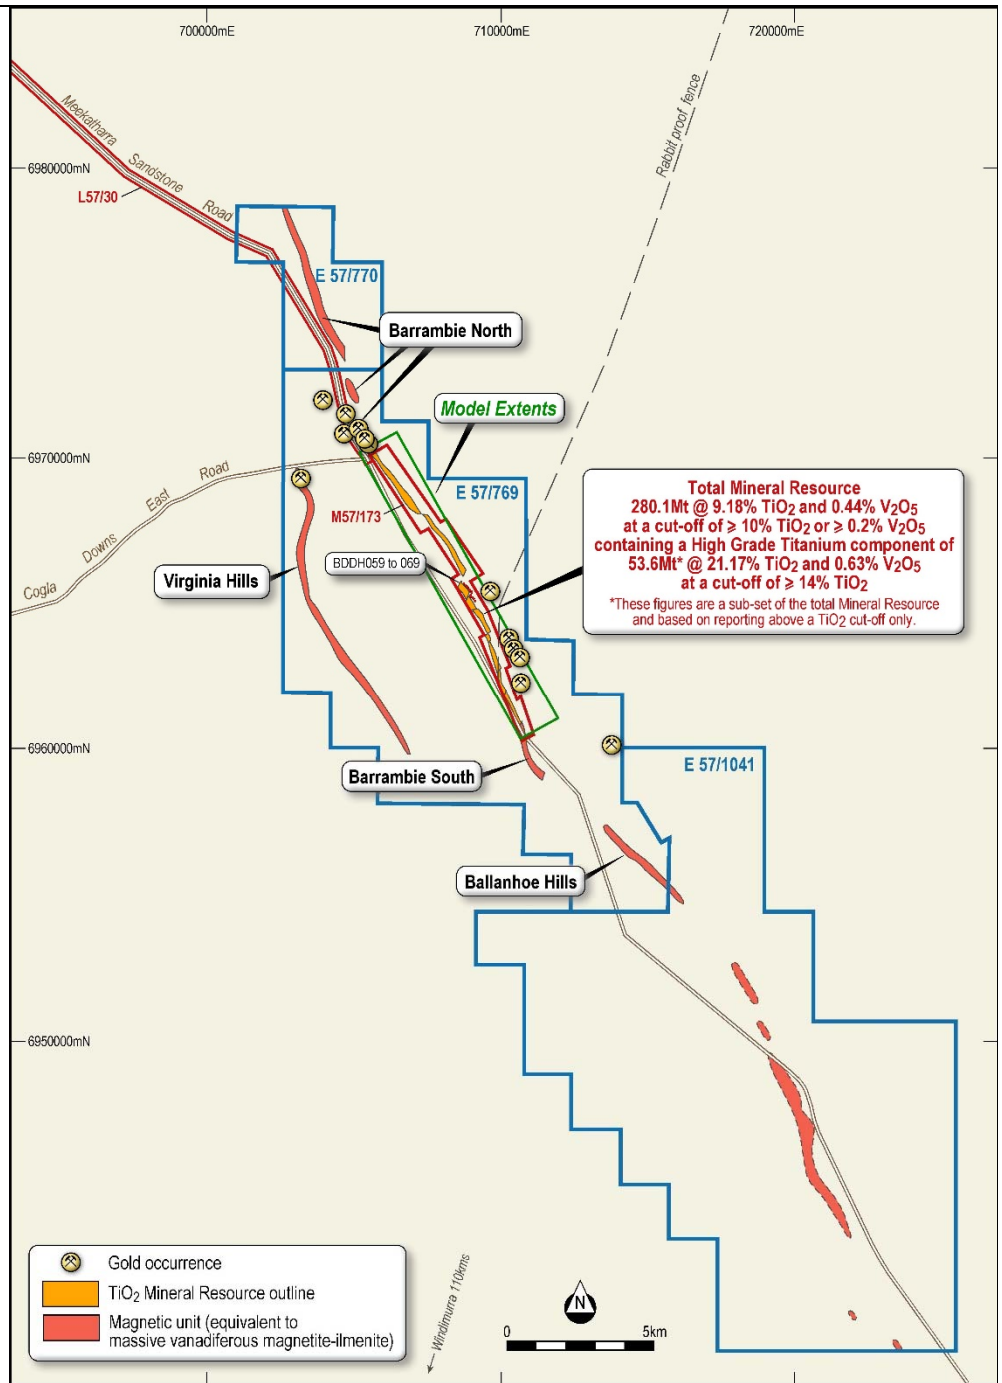 700000mE
710000mE
720000mE
Rabbit proof fence
Meekatharra Sandstone Road
6980000mN
L57/30
E 57/770
Barrambie North
Model Extents
6970000mN
E 57/769
Cogla Downs East Road
M57/173
BDDH059 to 069
Virginia Hills
Total Mineral Resource
280.1Mt @ 9.18% TiO₂ and 0.44% V₂O₅
at a cut-off of ≥ 10% TiO₂ or ≥ 0.2% V₂O₅
containing a High Grade Titanium component of
53.6Mt* @ 21.17% TiO₂ and 0.63% V₂O₅
at a cut-off of ≥ 14% TiO₂
*These figures are a sub-set of the total Mineral Resource
and based on reporting above a TiO₂ cut-off only.
6960000mN
Barrambie South
E 57/1041
Ballanhoe Hills
6950000mN
Gold occurrence
TiO₂ Mineral Resource outline
Magnetic unit (equivalent to
massive vanadiferous magnetite-ilmenite)
Windimurra 110kms
N
0
5km